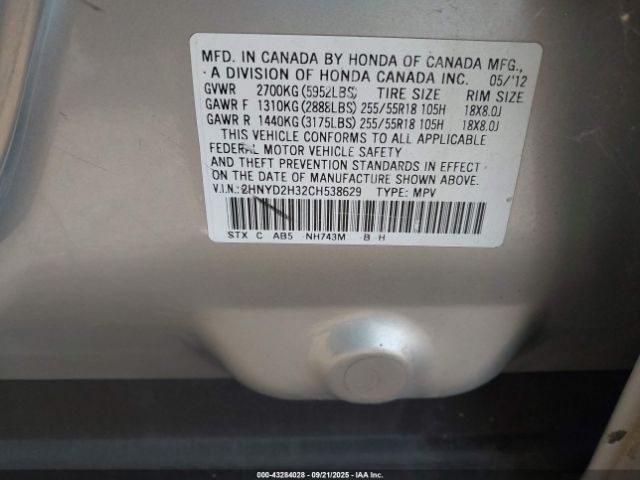 MFD. IN CANADA BY HONDA OF CANADA MFG.,
A DIVISION OF HONDA CANADA INC. 05/'12
GVWR 2700KG (5952LBS) TIRE SIZE RIM SIZE
GAWR F 1310KG (2888LBS) 255/55R18 105H 18X8.0J
GAWR R 1440KG (3175LBS) 255/55R18 105H 18X8.0J
THIS VEHICLE CONFORMS TO ALL APPLICABLE
FEDERAL MOTOR VEHICLE SAFETY
AND THEFT PREVENTION STANDARDS IN EFFECT
ON THE DATE OF MANUFACTURE SHOWN ABOVE.
V.I.N.: 2HNYD2H32CH538629 TYPE: MPV
STX C AB5 NH743M B H
000-43284028 - 09/21/2025 - IAA Inc.